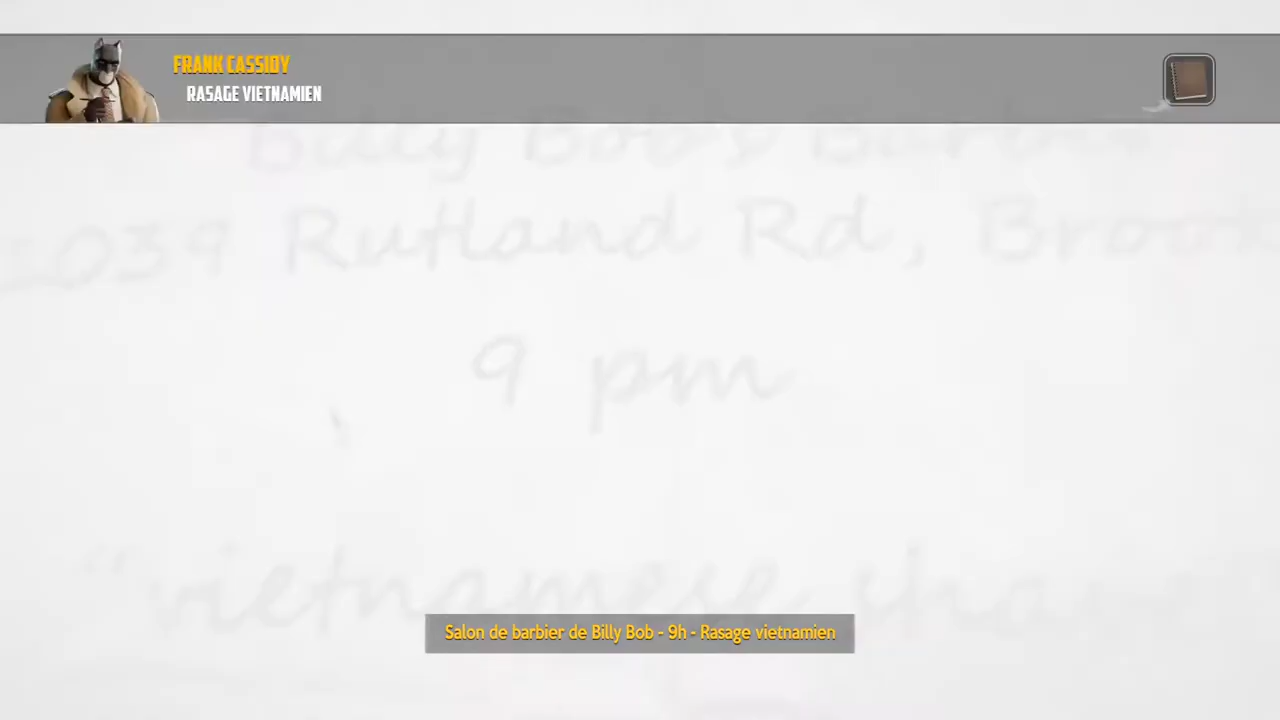 FRANK CASSIDY
RASAGE VIETNAMIEN
Billy Bob's Barber
Rutland Rd, Brook
9 pm
"vietnamese shave
Salon de barbier de Billy Bob - 9h - Rasage vietnamien